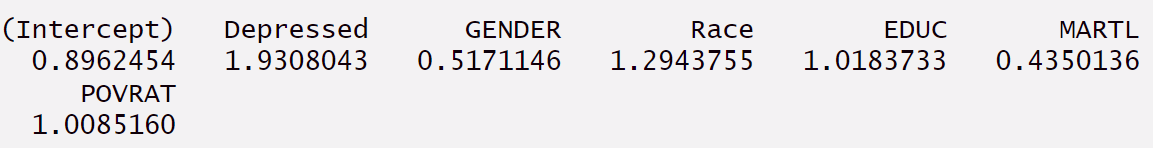 (Intercept) Depressed GENDER Race EDUC MARTL
0.8962454 1.9308043 0.5171146 1.2943755 1.0183733 0.4350136
POVRAT
1.0085160